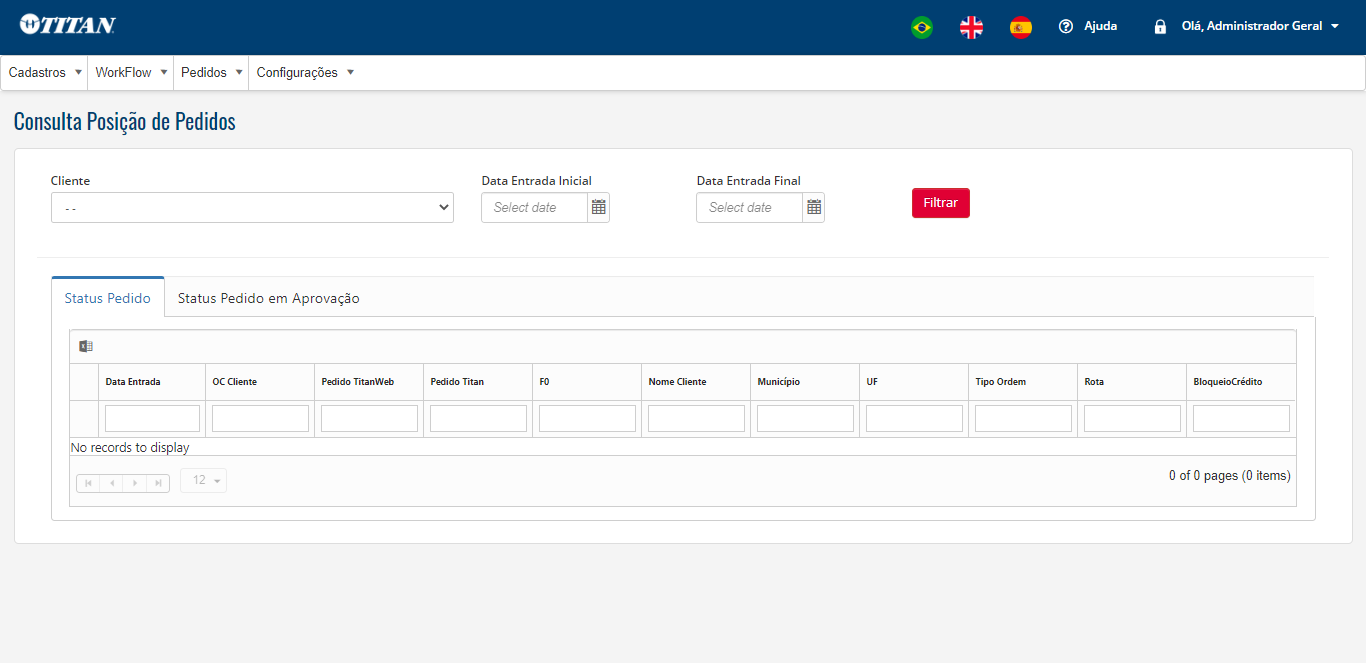 TITAN
Ajuda
Olá, Administrador Geral
Cadastros WorkFlow Pedidos Configurações
Consulta Posição de Pedidos
Cliente
Data Entrada Inicial
Data Entrada Final
- -
Select date
Select date
Filtrar
Status Pedido
Status Pedido em Aprovação
Data Entrada OC Cliente Pedido TitanWeb Pedido Titan F0 Nome Cliente Município UF Tipo Ordem Rota BloqueioCrédito
No records to display
12
0 of 0 pages (0 items)